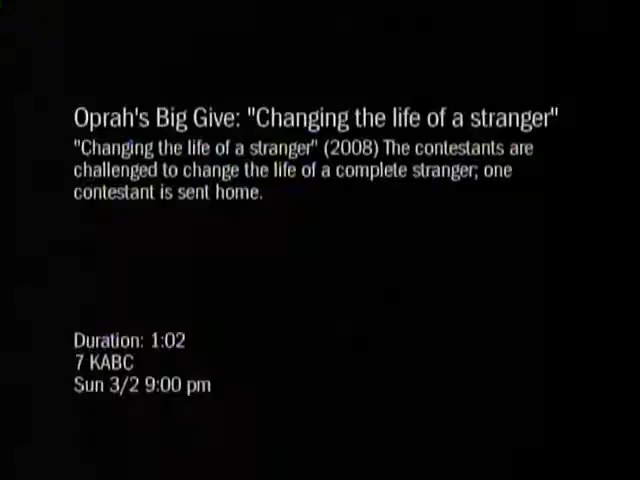 Oprah's Big Give: "Changing the life of a stranger"
"Changing the life of a stranger" (2008) The contestants are
challenged to change the life of a complete stranger; one
contestant is sent home.
Duration: 1:02
7 KABC
Sun 3/2 9:00 pm